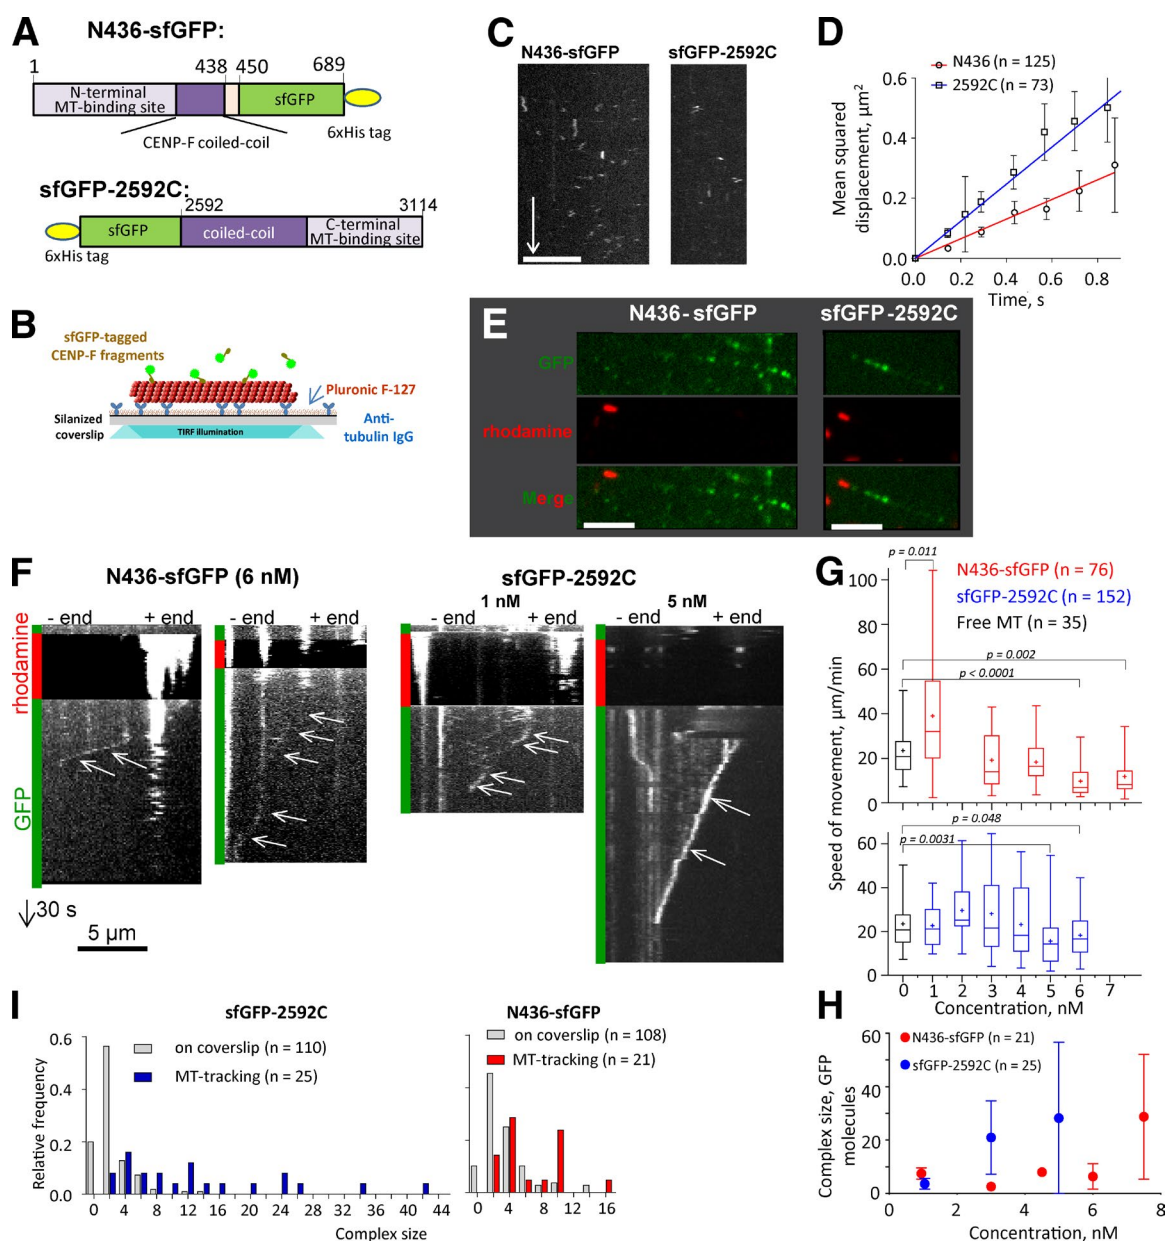 A
N436-sfGFP:
1
438
450
689
N-terminal
MT-binding site
sfGFP
6xHis tag
CENP-F coiled-coil
sfGFP-2592C:
2592
3114
sfGFP
coiled-coil
C-terminal
MT-binding site
6xHis tag
B
sfGFP-tagged
CENP-F fragments
Pluronic F-127
Silanized
coverslip
TIRF illumination
Anti-
tubulin IgG
C
N436-sfGFP
sfGFP-2592C
D
N436 (n = 125)
2592C (n = 73)
Mean squared
displacement, μm²
0.6
0.4
0.2
0.0
0.0 0.2 0.4 0.6 0.8
Time, s
E
N436-sfGFP
sfGFP-2592C
GFP
rhodamine
Merge
F
N436-sfGFP (6 nM)
sfGFP-2592C
1 nM
5 nM
- end
+ end
- end
+ end
- end
+ end
- end
+ end
rhodamine
GFP
30 s
5 μm
G
p = 0.011
N436-sfGFP (n = 76)
sfGFP-2592C (n = 152)
Free MT (n = 35)
p = 0.002
p < 0.0001
Speed of movement, μm/min
100
80
60
40
20
0
p = 0.048
p = 0.0031
60
40
20
0
0 1 2 3 4 5 6 7
Concentration, nM
H
N436-sfGFP (n = 21)
sfGFP-2592C (n = 25)
Complex size, GFP
molecules
60
40
20
0
0 2 4 6 8
Concentration, nM
I
sfGFP-2592C
on coverslip (n = 110)
MT-tracking (n = 25)
Relative frequency
0.6
0.4
0.2
0.0
0 4 8 12 16 20 24 28 32 36 40 44
Complex size
N436-sfGFP
on coverslip (n = 108)
MT-tracking (n = 21)
0 4 8 12 16